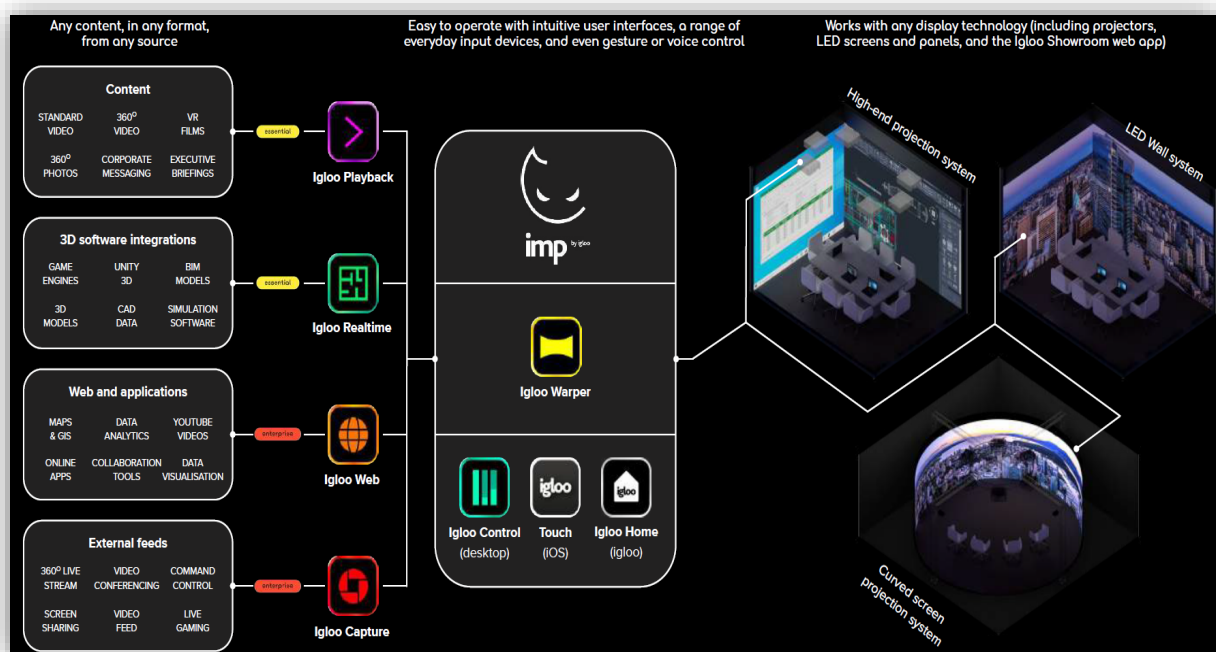 Any content, in any format,
from any source
Easy to operate with intuitive user interfaces, a range of
everyday input devices, and even gesture or voice control
Works with any display technology (including projectors,
LED screens and panels, and the Igloo Showroom web app)
Content
STANDARD
VIDEO
360⁰
VIDEO
VR
FILMS
360⁰
PHOTOS
CORPORATE
MESSAGING
EXECUTIVE
BRIEFINGS
essential
Igloo Playback
3D software integrations
GAME
ENGINES
UNITY
3D
BIM
MODELS
3D
MODELS
CAD
DATA
SIMULATION
SOFTWARE
essential
Igloo Realtime
Web and applications
MAPS
& GIS
DATA
ANALYTICS
YOUTUBE
VIDEOS
ONLINE
APPS
COLLABORATION
TOOLS
DATA
VISUALISATION
enterprise
Igloo Web
External feeds
360⁰ LIVE
STREAM
VIDEO
CONFERENCING
COMMAND
CONTROL
SCREEN
SHARING
VIDEO
FEED
LIVE
GAMING
enterprise
Igloo Capture
imp by igloo
Igloo Warper
Igloo Control
(desktop)
igloo
Touch
(iOS)
igloo
Igloo Home
(igloo)
High-end projection system
LED Wall system
Curved screen
projection system